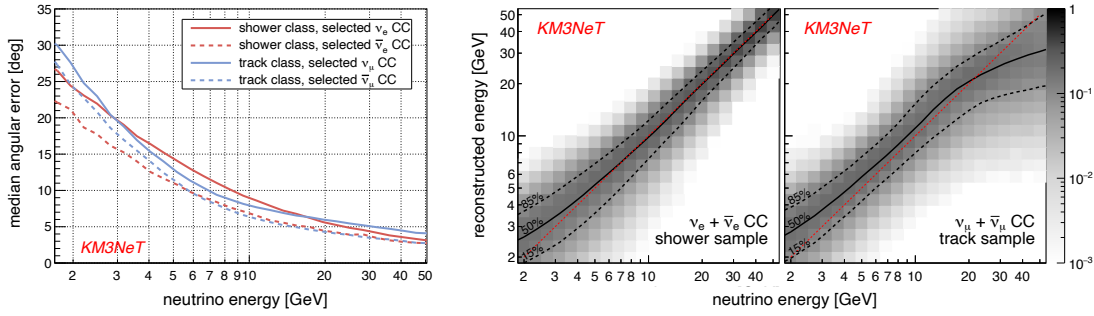 median angular error [deg]
35
30
25
20
15
10
5
0
shower class, selected νe CC
shower class, selected ν̄e CC
track class, selected νμ CC
track class, selected ν̄μ CC
KM3NeT
2 3 4 5 6 7 8 9 10 20 30 40 50
neutrino energy [GeV]
reconstructed energy [GeV]
50
40
30
20
10
6
5
4
3
2
KM3NeT
85%
50%
15%
νe + ν̄e CC
shower sample
2 3 4 5 6 7 8 10 20 30 40
KM3NeT
85%
50%
15%
νμ + ν̄μ CC
track sample
2 3 4 5 6 7 8 10 20 30 40
neutrino energy [GeV]
1
10−1
10−2
10−3